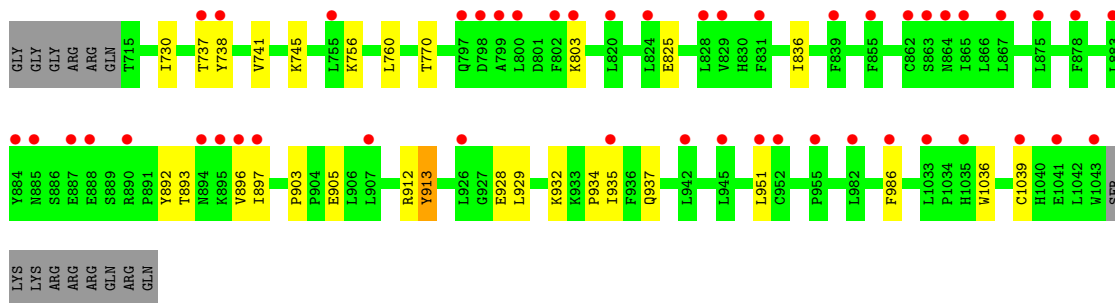 GLY GLY GLY ARG ARG GLN T715 I730 T737 Y738 V741 K745 L755 K756 L760 T770 Q797 D798 A799 L800 D801 F802 K803 L820 L824 E825 L828 V829 H830 F831 I836 F839 F855 C862 S863 N864 I865 L866 L867 L875 F878 L883
Y884 N885 S886 E887 E888 S889 R890 P891 Y892 T893 N894 K895 V896 I897 P903 P904 E905 L906 L907 R912 Y913 L926 G927 E928 L929 K932 K933 P934 I935 F936 Q937 L942 L945 L951 C952 P955 L982 F986 L1033 P1034 H1035 W1036 C1039 H1040 E1041 L1042 W1043 SER
LYS LYS ARG ARG ARG GLN ARG GLN